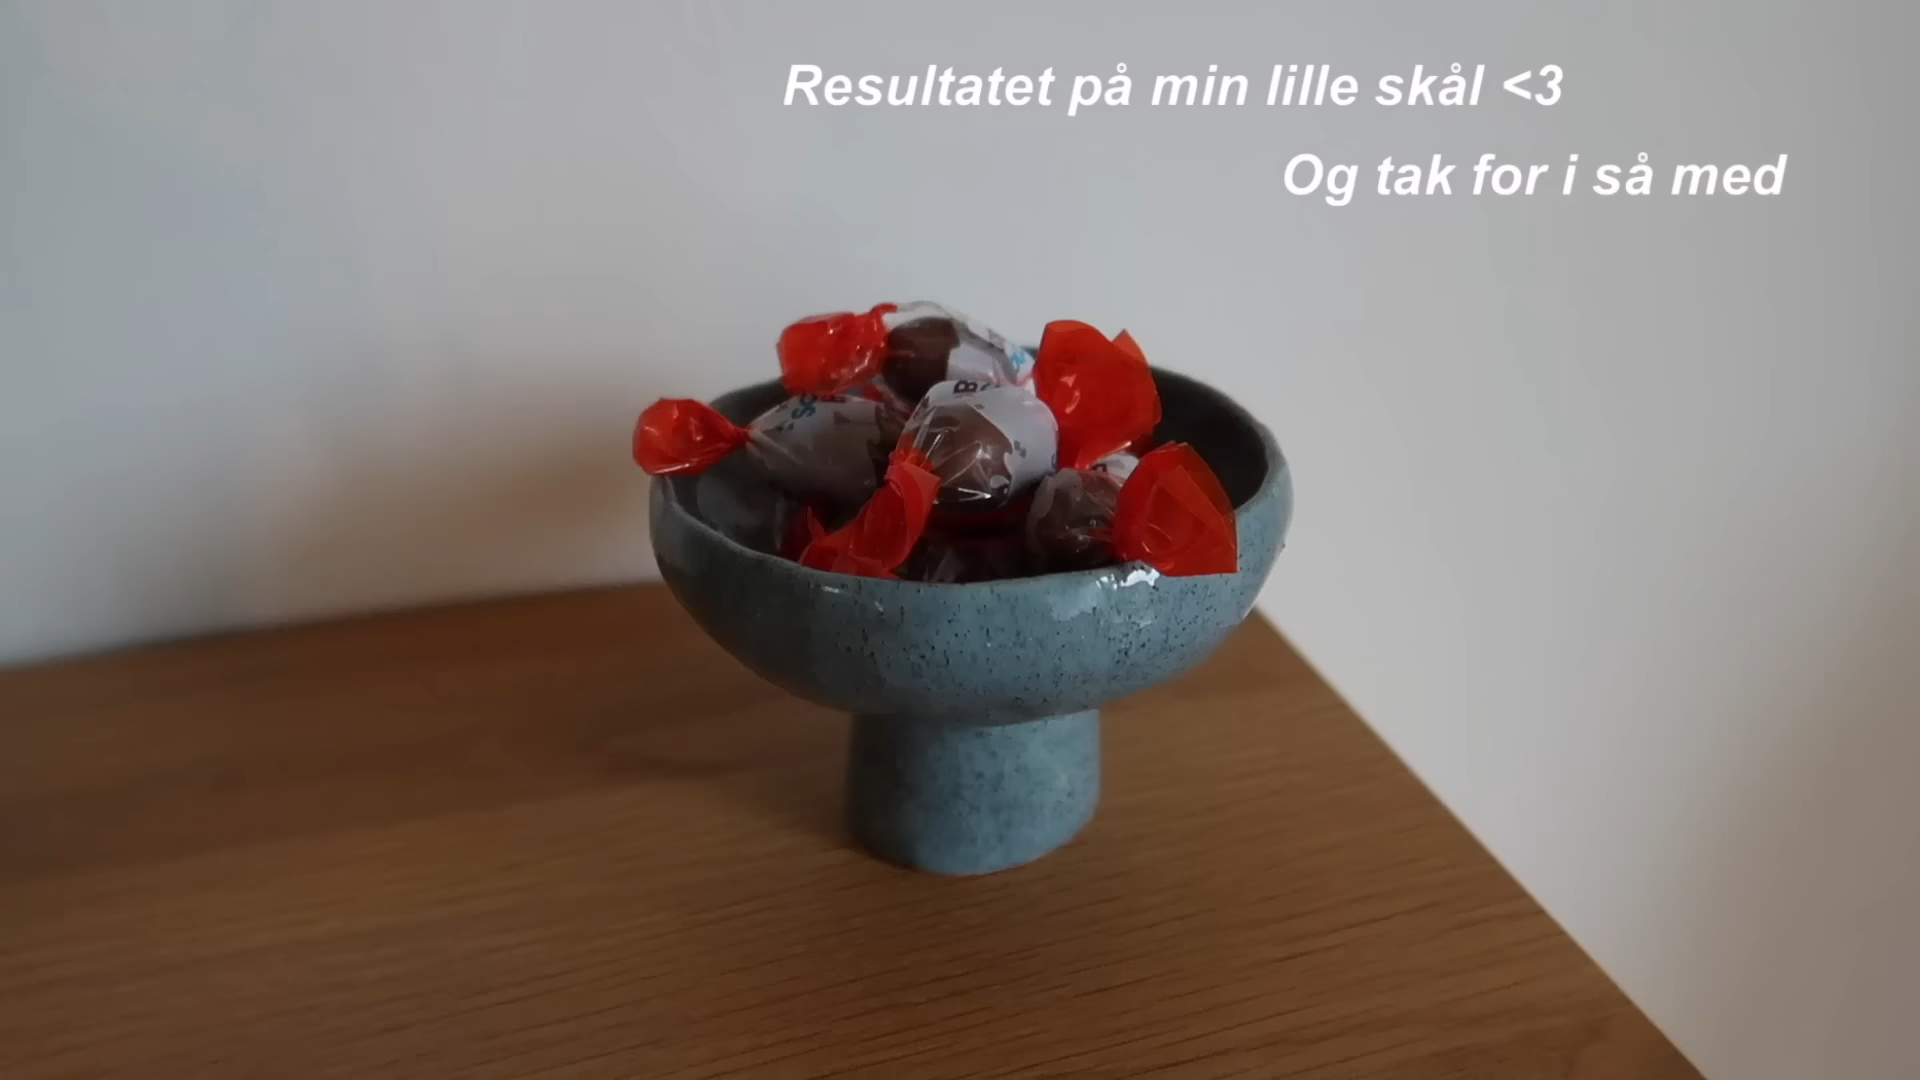 Resultatet på min lille skål <3
Og tak for i så med